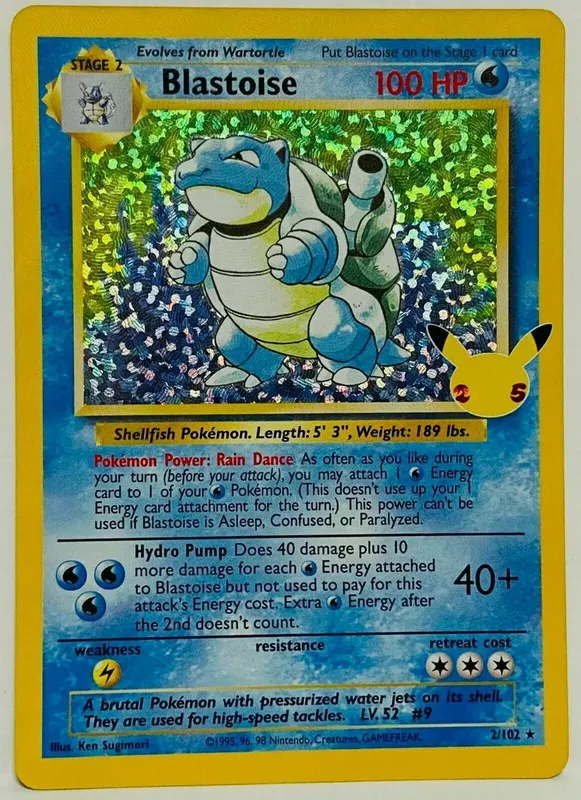 Evolves from Wartortle Put Blastoise on the Stage 1 card
STAGE 2
Blastoise 100 HP
25
Shellfish Pokémon. Length: 5' 3", Weight: 189 lbs.
Pokémon Power: Rain Dance As often as you like during
your turn (before your attack), you may attach 1 Energy
card to 1 of your Pokémon. (This doesn't use up your 1
Energy card attachment for the turn.) This power can't be
used if Blastoise is Asleep, Confused, or Paralyzed.
Hydro Pump Does 40 damage plus 10
more damage for each Energy attached
to Blastoise but not used to pay for this
attack's Energy cost. Extra Energy after
the 2nd doesn't count.
40+
weakness resistance retreat cost
A brutal Pokémon with pressurized water jets on its shell.
They are used for high-speed tackles. LV. 52 #9
Illus. Ken Sugimori ©1995, 96, 98 Nintendo, Creatures, GAMEFREAK. 2/102 ★